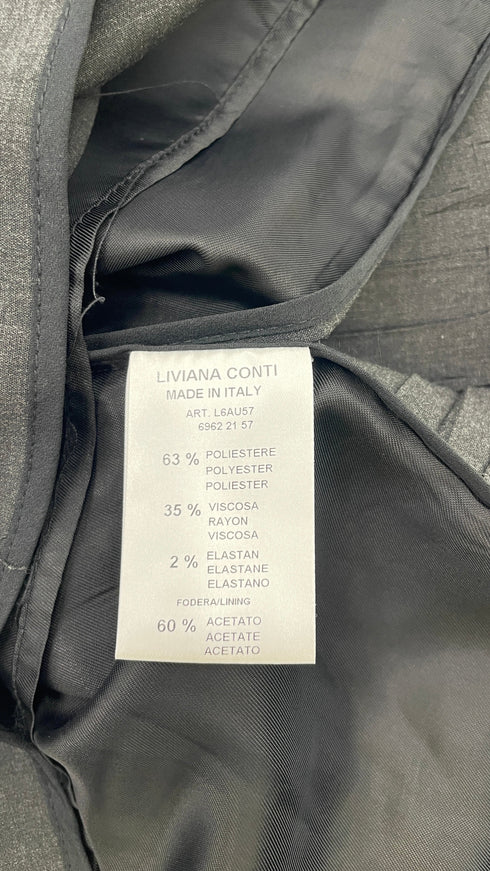 LIVIANA CONTI
MADE IN ITALY
ART. L6AU57
6962 21 57
63 % POLIESTERE
POLYESTER
POLIESTER
35 % VISCOSA
RAYON
VISCOSA
2 % ELASTAN
ELASTANE
ELASTANO
FODERA/LINING
60 % ACETATO
ACETATE
ACETATO